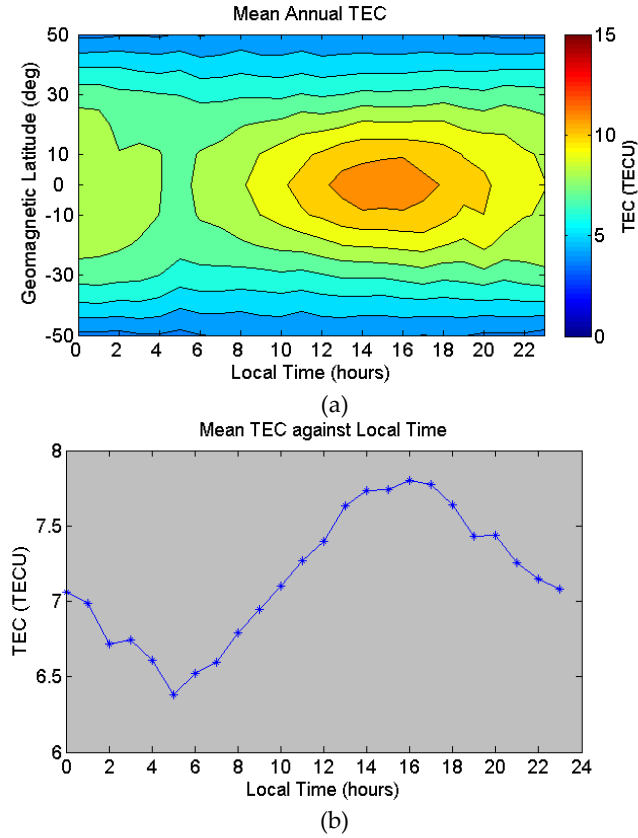 Mean Annual TEC
Geomagnetic Latitude (deg)
50
30
10
0
-10
-30
-50
0 2 4 6 8 10 12 14 16 18 20 22
Local Time (hours)
15
10
5
0
TEC (TECU)
(a)
Mean TEC against Local Time
TEC (TECU)
8
7.5
7
6.5
6
0 2 4 6 8 10 12 14 16 18 20 22 24
Local Time (hours)
(b)